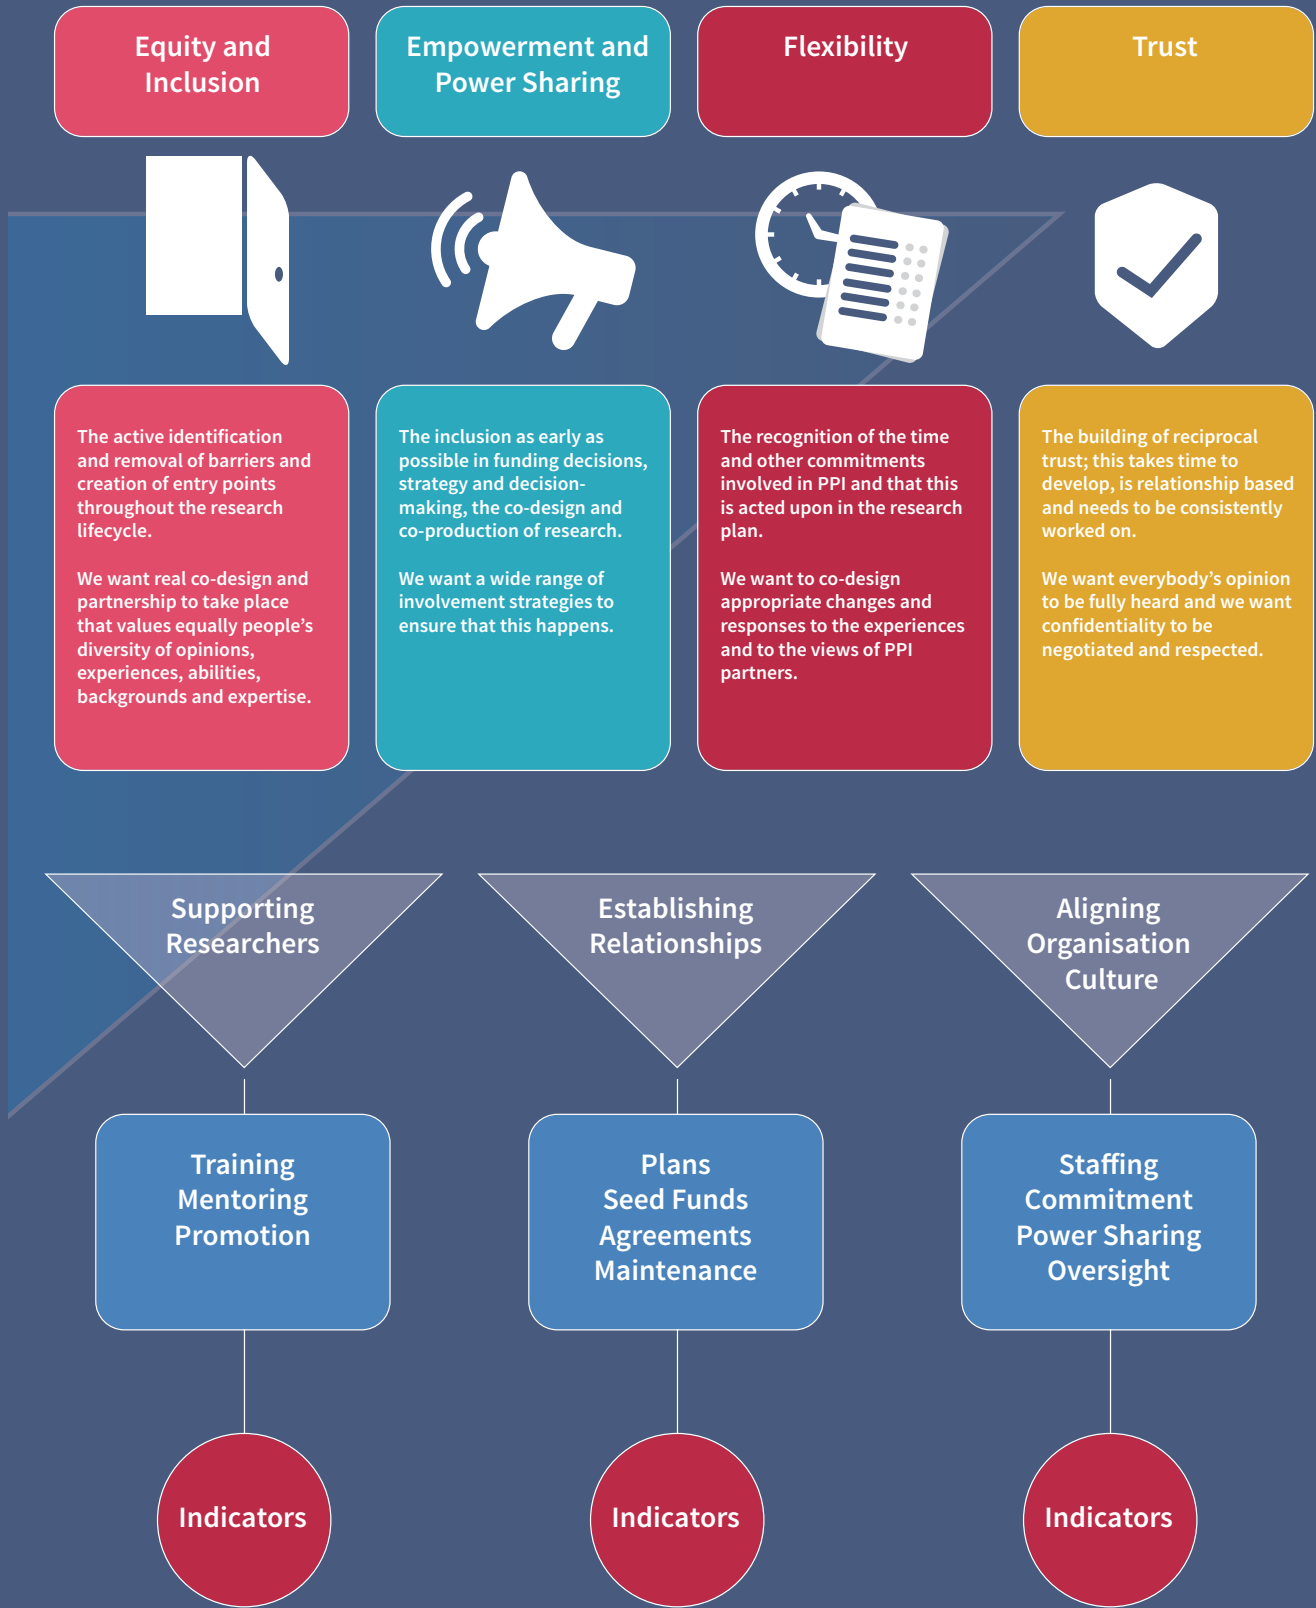 Equity and
Inclusion
Empowerment and
Power Sharing
Flexibility
Trust
The active identification
and removal of barriers and
creation of entry points
throughout the research
lifecycle.
We want real co-design and
partnership to take place
that values equally people’s
diversity of opinions,
experiences, abilities,
backgrounds and expertise.
The inclusion as early as
possible in funding decisions,
strategy and decision-
making, the co-design and
co-production of research.
We want a wide range of
involvement strategies to
ensure that this happens.
The recognition of the time
and other commitments
involved in PPI and that this
is acted upon in the research
plan.
We want to co-design
appropriate changes and
responses to the experiences
and to the views of PPI
partners.
The building of reciprocal
trust; this takes time to
develop, is relationship based
and needs to be consistently
worked on.
We want everybody’s opinion
to be fully heard and we want
confidentiality to be
negotiated and respected.
Supporting
Researchers
Establishing
Relationships
Aligning
Organisation
Culture
Training
Mentoring
Promotion
Plans
Seed Funds
Agreements
Maintenance
Staffing
Commitment
Power Sharing
Oversight
Indicators
Indicators
Indicators